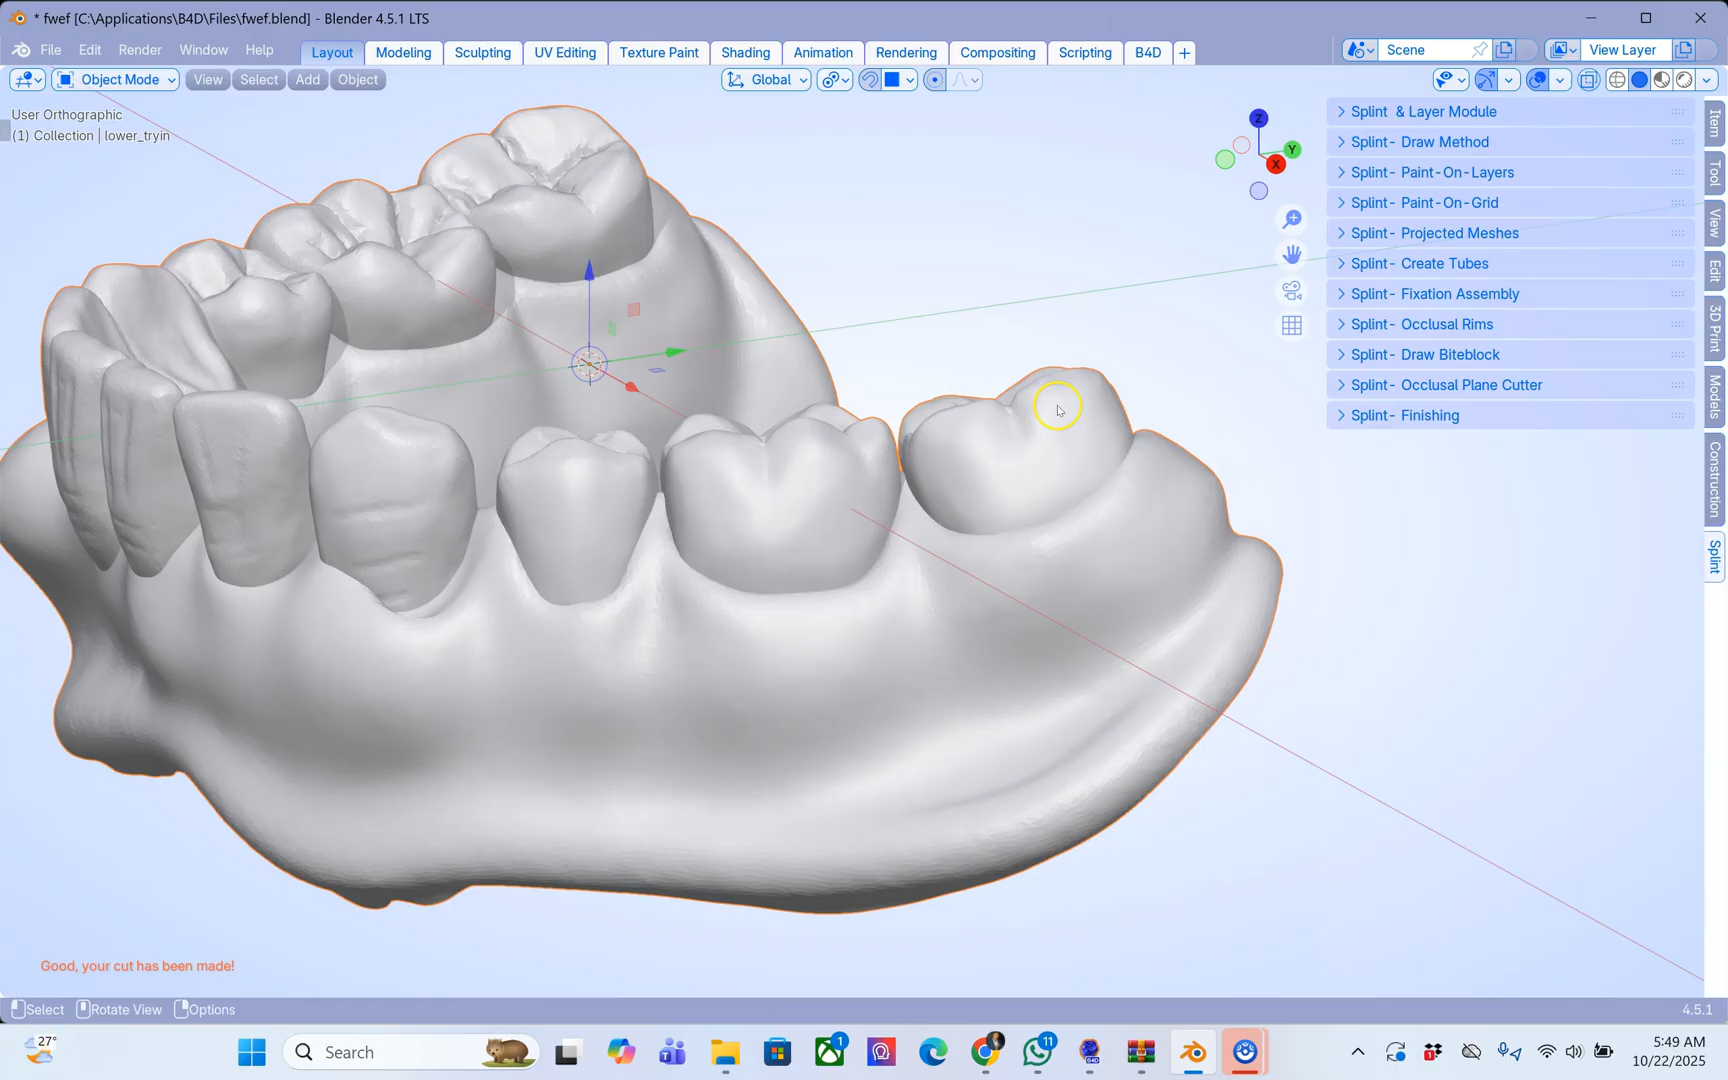 * fwef [C:\Applications\B4D\Files\fwef.blend] - Blender 4.5.1 LTS
File Edit Render Window Help Layout Modeling Sculpting UV Editing Texture Paint Shading Animation Rendering Compositing Scripting B4D + Scene View Layer
Object Mode View Select Add Object Global
User Orthographic
(1) Collection | lower_tryin
Z
Y
X
Splint & Layer Module
Splint- Draw Method
Splint- Paint-On-Layers
Splint- Paint-On-Grid
Splint- Projected Meshes
Splint- Create Tubes
Splint- Fixation Assembly
Splint- Occlusal Rims
Splint- Draw Biteblock
Splint- Occlusal Plane Cutter
Splint- Finishing
Item
Tool
View
Edit
3D Print
Models
Construction
Splint
Good, your cut has been made!
Select Rotate View Options 4.5.1
27°
Search
1
11
B4D
1
5:49 AM
10/22/2025